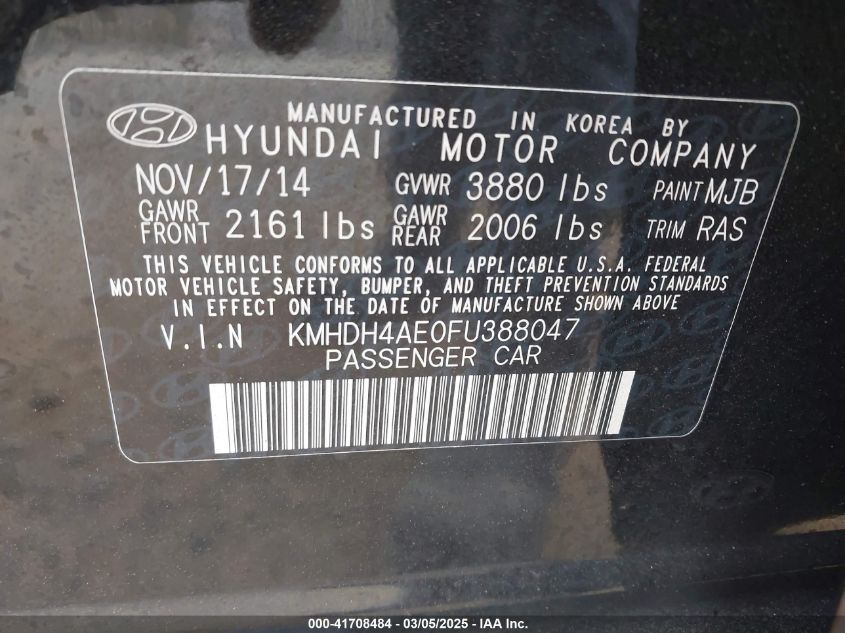 MANUFACTURED IN KOREA BY
HYUNDAI MOTOR COMPANY
NOV/17/14 GVWR 3880 lbs PAINT MJB
GAWR FRONT 2161 lbs GAWR REAR 2006 lbs TRIM RAS
THIS VEHICLE CONFORMS TO ALL APPLICABLE U.S.A. FEDERAL
MOTOR VEHICLE SAFETY, BUMPER, AND THEFT PREVENTION STANDARDS
IN EFFECT ON THE DATE OF MANUFACTURE SHOWN ABOVE
V.I.N KMHDH4AE0FU388047
PASSENGER CAR
000-41708484 - 03/05/2025 - IAA Inc.